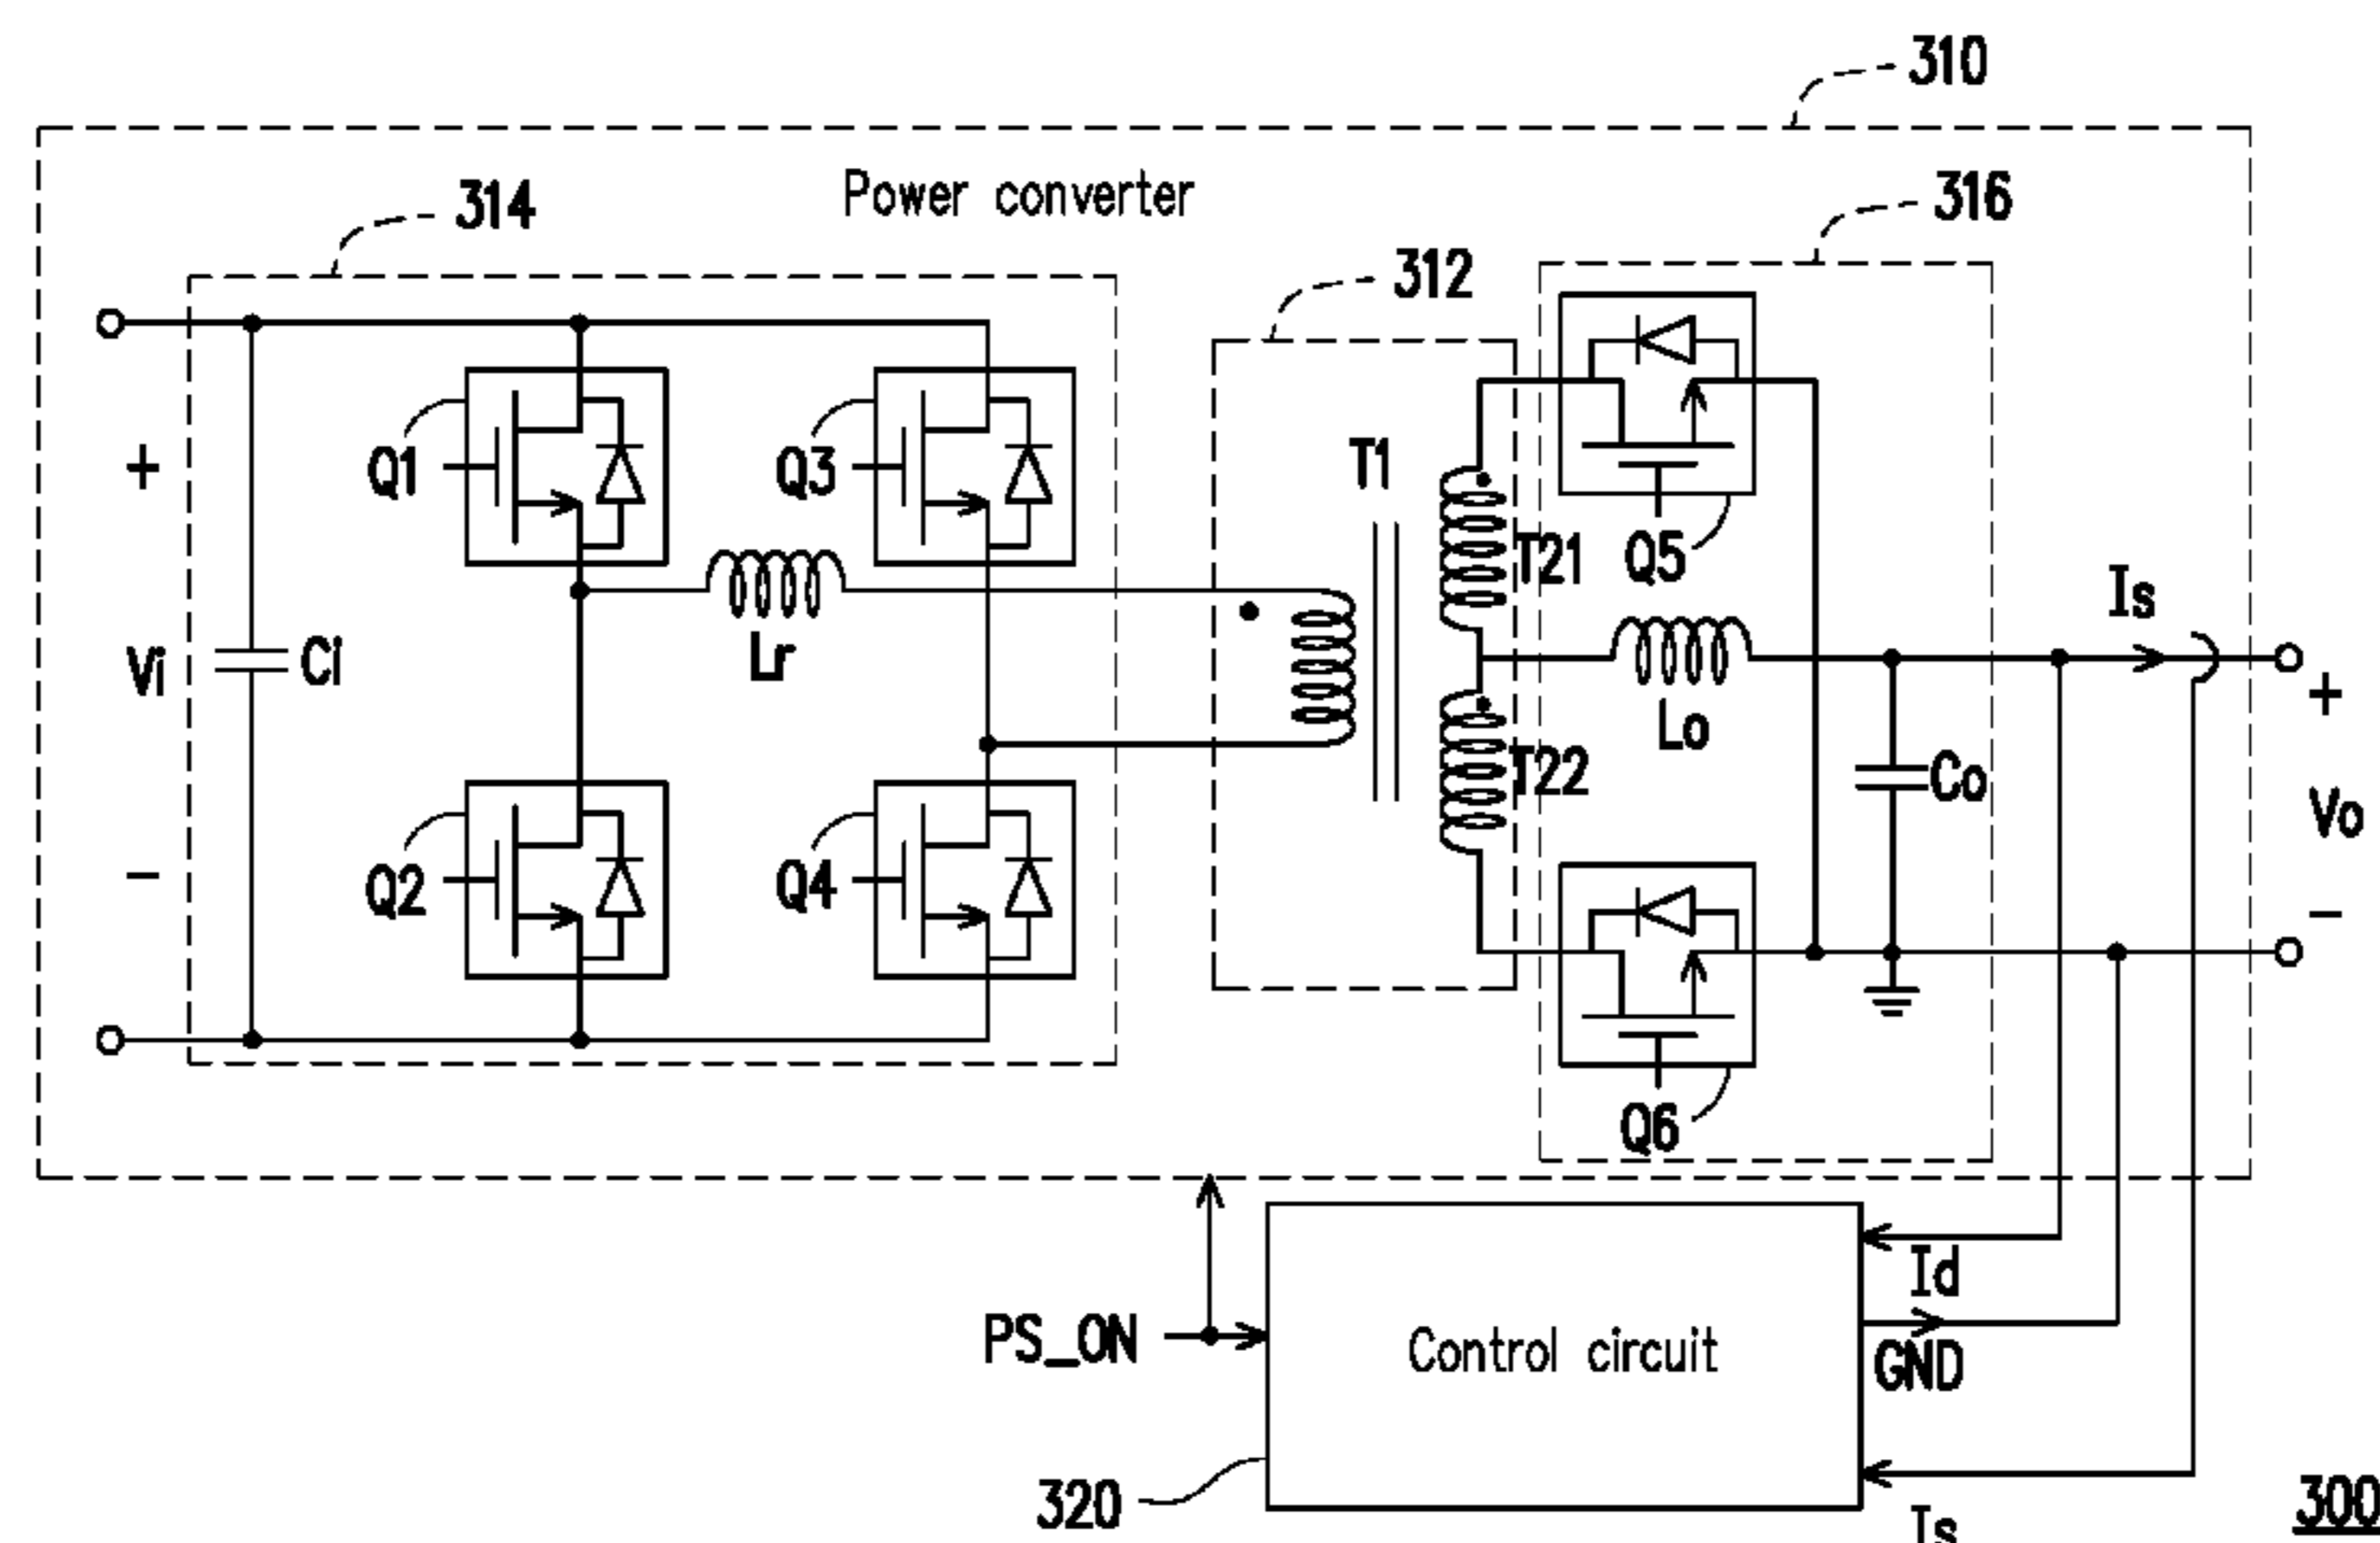 310
Power converter
316
314
312
T1
Q1
Q3
Q5
T21
Is
+
Vi
Ci
Lr
Lo
+
T22
Co
Vo
Q2
Q4
−
−
Q6
Id
PS_ON
Control circuit
GND
320
300
Is